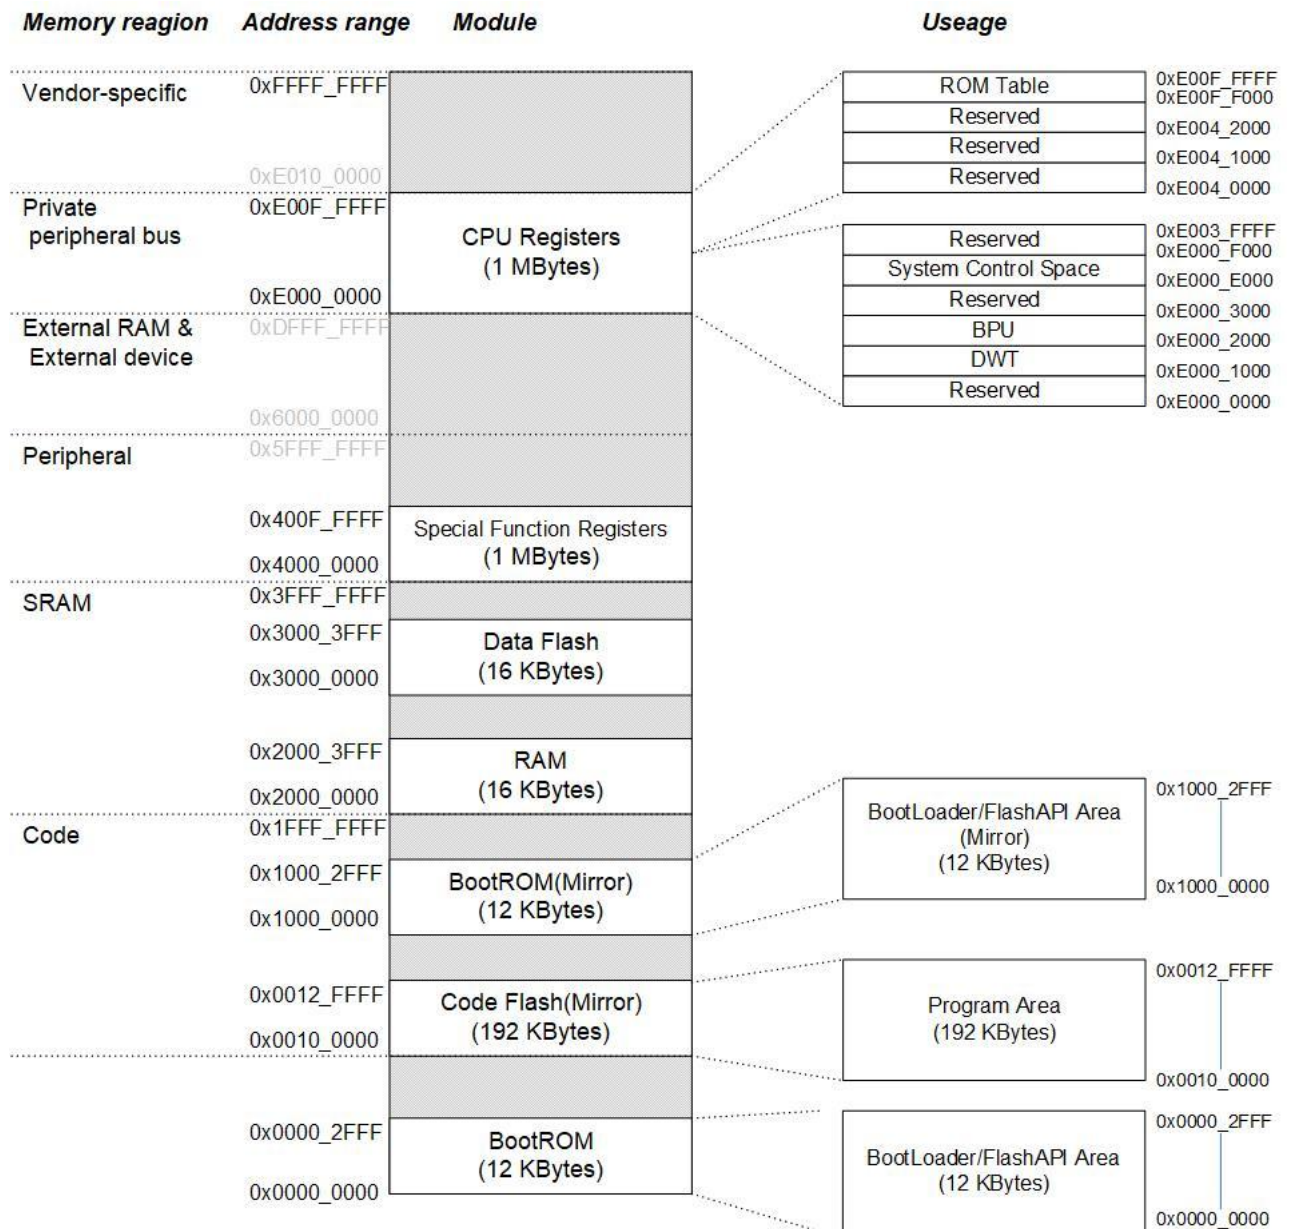 Memory reagion Address range Module Useage
Vendor-specific
0xFFFF_FFFF
0xE010_0000
Private
peripheral bus
0xE00F_FFFF
0xE000_0000
CPU Registers
(1 MBytes)
External RAM &
External device
0xDFFF_FFFF
0x6000_0000
Peripheral
0x5FFF_FFFF
0x400F_FFFF
0x4000_0000
Special Function Registers
(1 MBytes)
SRAM
0x3FFF_FFFF
0x3000_3FFF
0x3000_0000
Data Flash
(16 KBytes)
0x2000_3FFF
0x2000_0000
RAM
(16 KBytes)
Code
0x1FFF_FFFF
0x1000_2FFF
0x1000_0000
BootROM(Mirror)
(12 KBytes)
0x0012_FFFF
0x0010_0000
Code Flash(Mirror)
(192 KBytes)
0x0000_2FFF
0x0000_0000
BootROM
(12 KBytes)
ROM Table
0xE00F_FFFF
0xE00F_F000
Reserved
0xE004_2000
Reserved
0xE004_1000
Reserved
0xE004_0000
0xE003_FFFF
Reserved
0xE000_F000
System Control Space
0xE000_E000
Reserved
0xE000_3000
BPU
0xE000_2000
DWT
0xE000_1000
Reserved
0xE000_0000
0x1000_2FFF
BootLoader/FlashAPI Area
(Mirror)
(12 KBytes)
0x1000_0000
0x0012_FFFF
Program Area
(192 KBytes)
0x0010_0000
0x0000_2FFF
BootLoader/FlashAPI Area
(12 KBytes)
0x0000_0000